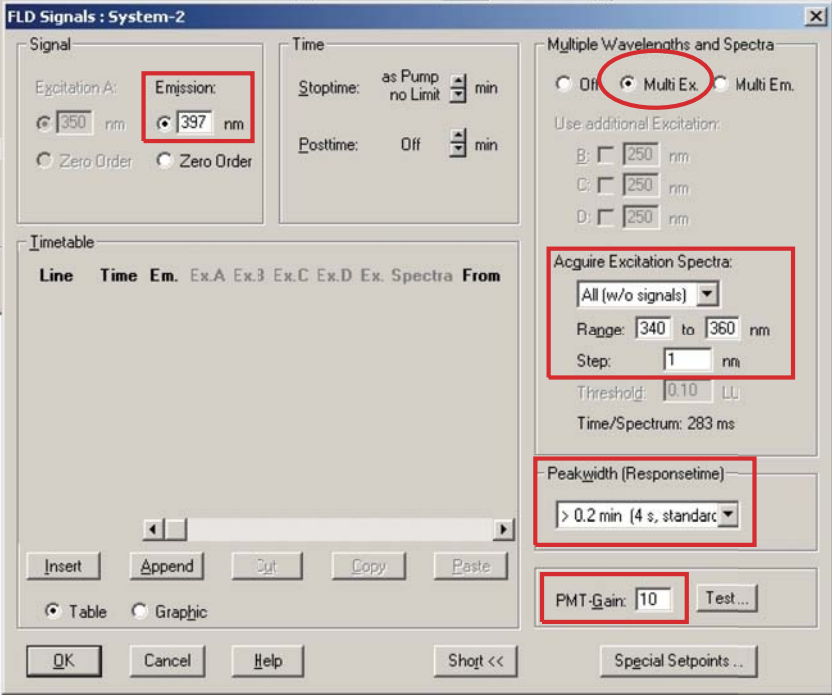 FLD Signals : System-2
Signal
Excitation A:
Emission:
350 nm
397 nm
Zero Order
Zero Order
Time
Stoptime: as Pump no Limit min
Posttime: Off min
Multiple Wavelengths and Spectra
Off Multi Ex. Multi Em.
Use additional Excitation:
B: 250 nm
C: 250 nm
D: 250 nm
Acquire Excitation Spectra:
All (w/o signals)
Range: 340 to 360 nm
Step: 1 nm
Threshold: 0.10 LU
Time/Spectrum: 283 ms
Timetable
Line Time Em. Ex.A Ex.B Ex.C Ex.D Ex. Spectra From
Insert Append Cut Copy Paste
Table Graphic
Peakwidth (Responsetime)
> 0.2 min (4 s, standard
PMT-Gain: 10 Test...
OK Cancel Help Short << Special Setpoints ..